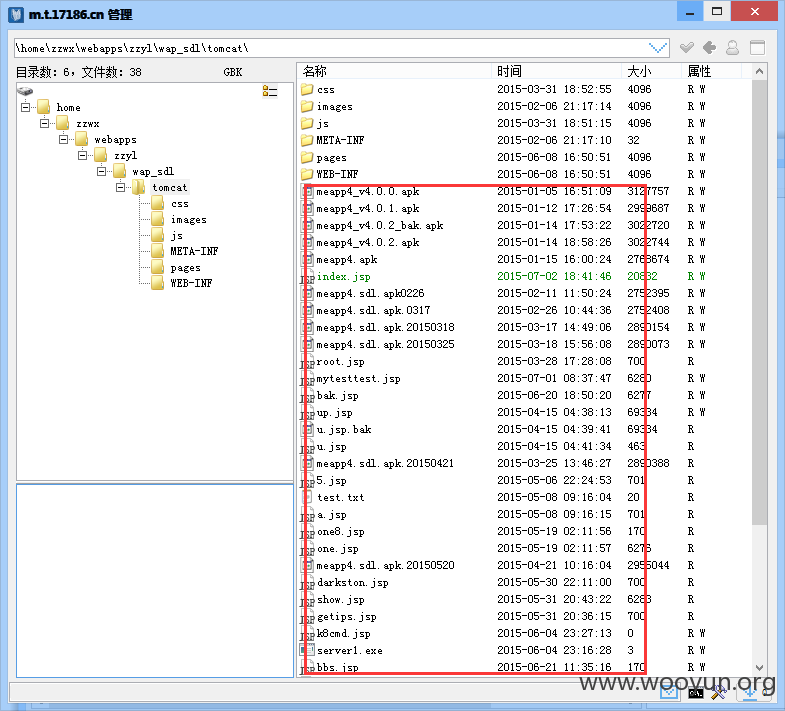 m.t.17186.cn 管理
\home\zzwx\webapps\zzyl\wap_sdl\tomcat\
目录数: 6, 文件数: 38 GBK
home
zzwx
webapps
zzyl
wap_sdl
tomcat
css
images
js
META-INF
pages
WEB-INF
名称 时间 大小 属性
css 2015-03-31 18:52:55 4096 R W
images 2015-02-06 21:17:14 4096 R W
js 2015-03-31 18:51:15 4096 R W
META-INF 2015-02-06 21:17:10 32 R W
pages 2015-06-08 16:50:51 4096 R W
WEB-INF 2015-06-08 16:50:51 4096 R W
meapp4_v4.0.0.apk 2015-01-05 16:51:09 3127757 R W
meapp4_v4.0.1.apk 2015-01-12 17:26:54 2999687 R W
meapp4_v4.0.2_bak.apk 2015-01-14 17:53:22 3022720 R W
meapp4_v4.0.2.apk 2015-01-14 18:58:26 3022744 R W
meapp4.apk 2015-01-15 16:00:24 2768674 R W
index.jsp 2015-07-02 18:41:46 20832 R W
meapp4.sdl.apk0226 2015-02-11 11:50:24 2752395 R W
meapp4.sdl.apk.0317 2015-02-26 10:44:36 2752408 R W
meapp4.sdl.apk.20150318 2015-03-17 14:49:06 2890154 R W
meapp4.sdl.apk.20150325 2015-03-18 15:56:08 2890073 R W
root.jsp 2015-03-28 17:28:08 700 R
mytesttest.jsp 2015-07-01 08:37:47 6280 R W
bak.jsp 2015-06-20 18:50:20 6277 R W
up.jsp 2015-04-15 04:38:13 69334 R W
u.jsp.bak 2015-04-15 04:39:41 69334 R
u.jsp 2015-04-15 04:41:34 463 R
meapp4.sdl.apk.20150421 2015-03-25 13:46:27 2890388 R W
5.jsp 2015-05-06 22:24:53 701 R
test.txt 2015-05-08 09:16:04 20 R
a.jsp 2015-05-08 09:16:15 701 R
one8.jsp 2015-05-19 02:11:56 170 R
one.jsp 2015-05-19 02:11:57 6276 R
meapp4.sdl.apk.20150520 2015-04-21 10:16:04 2955044 R W
darkston.jsp 2015-05-30 22:11:00 700 R
show.jsp 2015-05-31 20:43:22 6283 R
getips.jsp 2015-05-31 20:36:15 700 R
k8cmd.jsp 2015-06-04 23:27:13 0 R W
server1.exe 2015-06-04 23:16:28 3 R W
bbs.jsp 2015-06-21 11:35:16 170 R W
www.wooyun.org